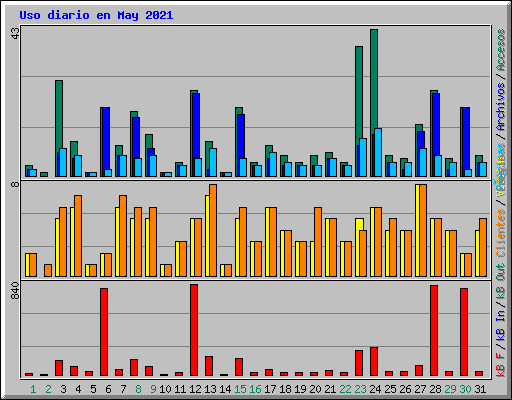 Uso diario en May 2021
43
8
840
Accesos
Archivos /
Clientes /
kB F / kB In / kB Out
1 2 3 4 5 6 7 8 9 10 11 12 13 14 15 16 17 18 19 20 21 22 23 24 25 26 27 28 29 30 31